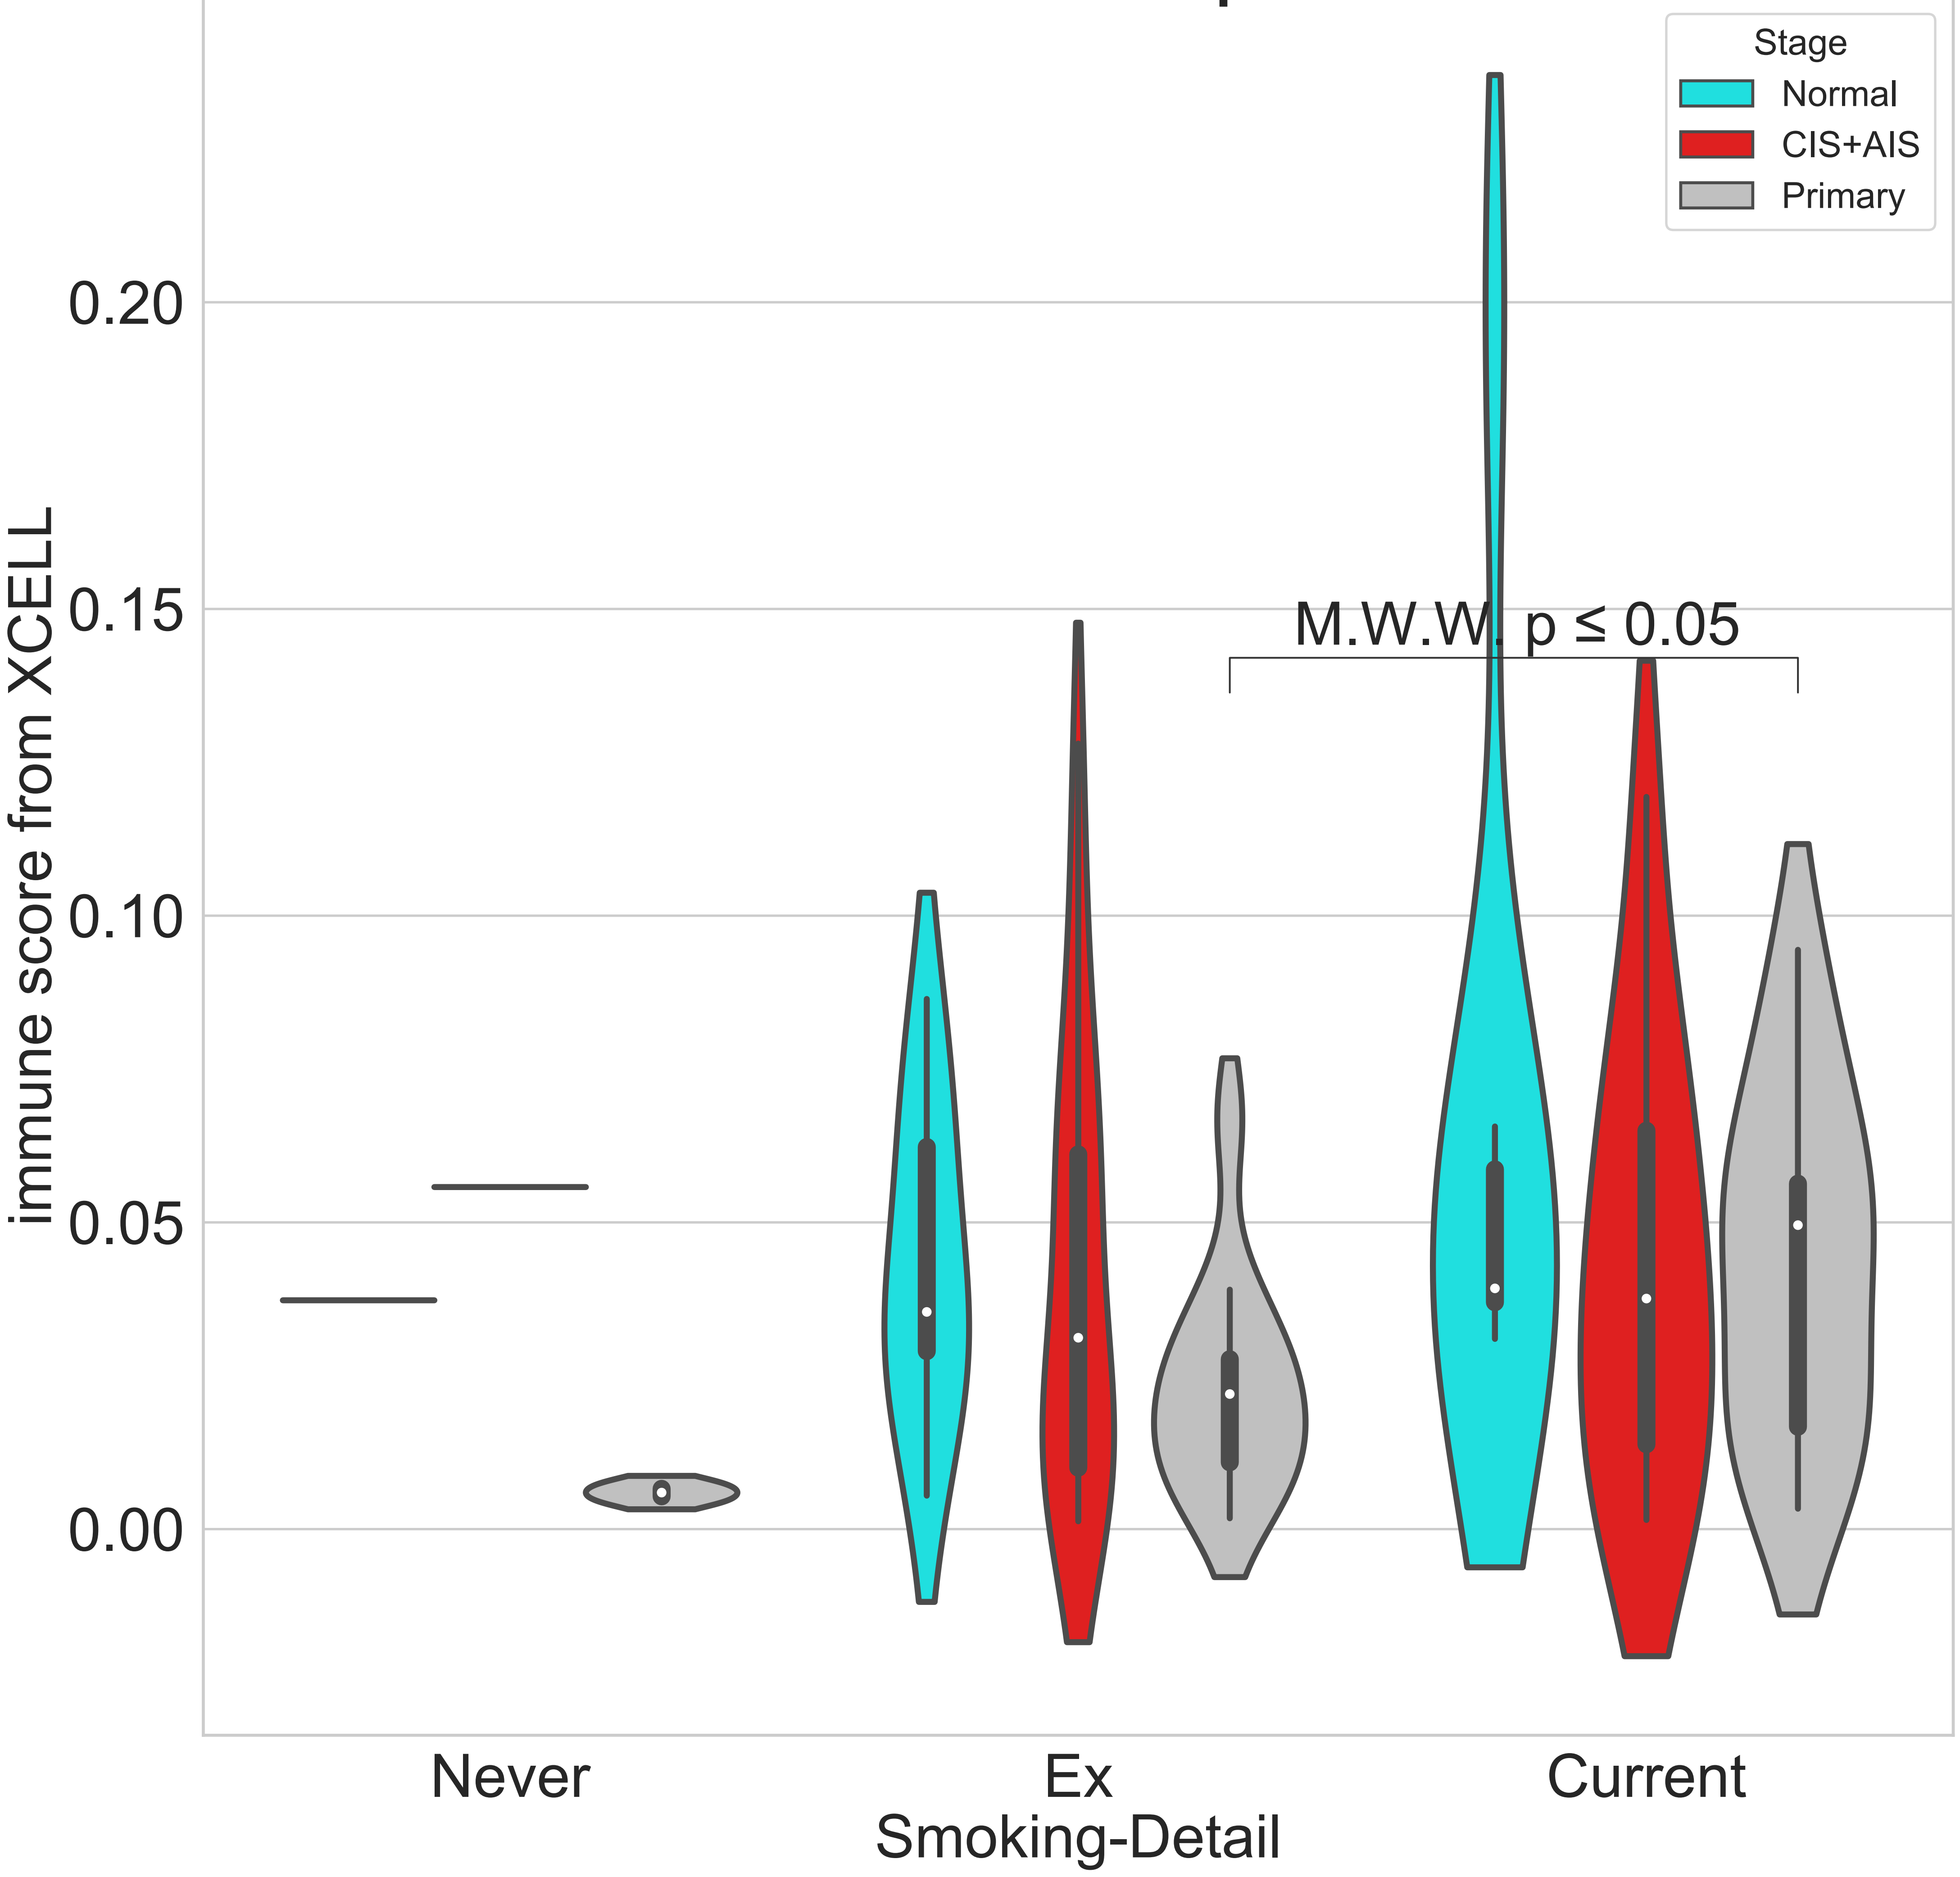 Stage
Normal
CIS+AIS
Primary
immune score from XCELL
0.20
0.15
0.10
0.05
0.00
M.W.W. p ≤ 0.05
Never
Ex
Current
Smoking-Detail